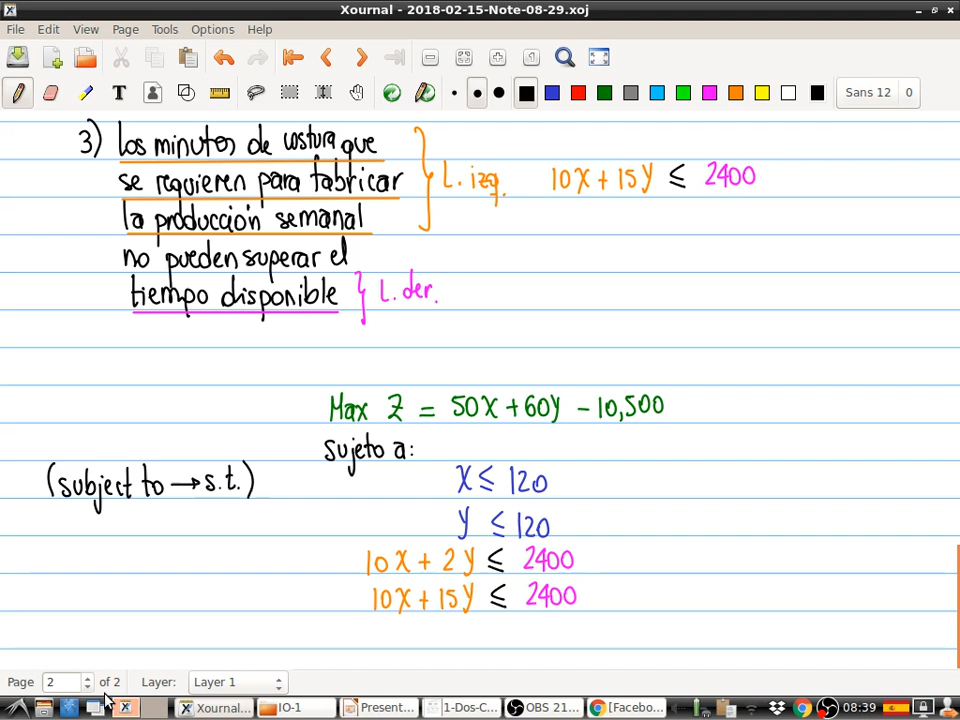 Xournal - 2018-02-15-Note-08-29.xoj
File Edit View Page Tools Options Help
Sans 12 0
3) los minutos de costura que
se requieren para fabricar
la producción semanal
no pueden superar el
tiempo disponible
L. izq. 10X + 15Y ≤ 2400
L. der.
Max Z = 50X + 60Y - 10,500
sujeto a:
(subject to → s.t.)
X ≤ 120
Y ≤ 120
10X + 2Y ≤ 2400
10X + 15Y ≤ 2400
Page 2 of 2 Layer: Layer 1
Xournal... IO-1 Present... 1-Dos-C... OBS 21... [Facebo... 08:39